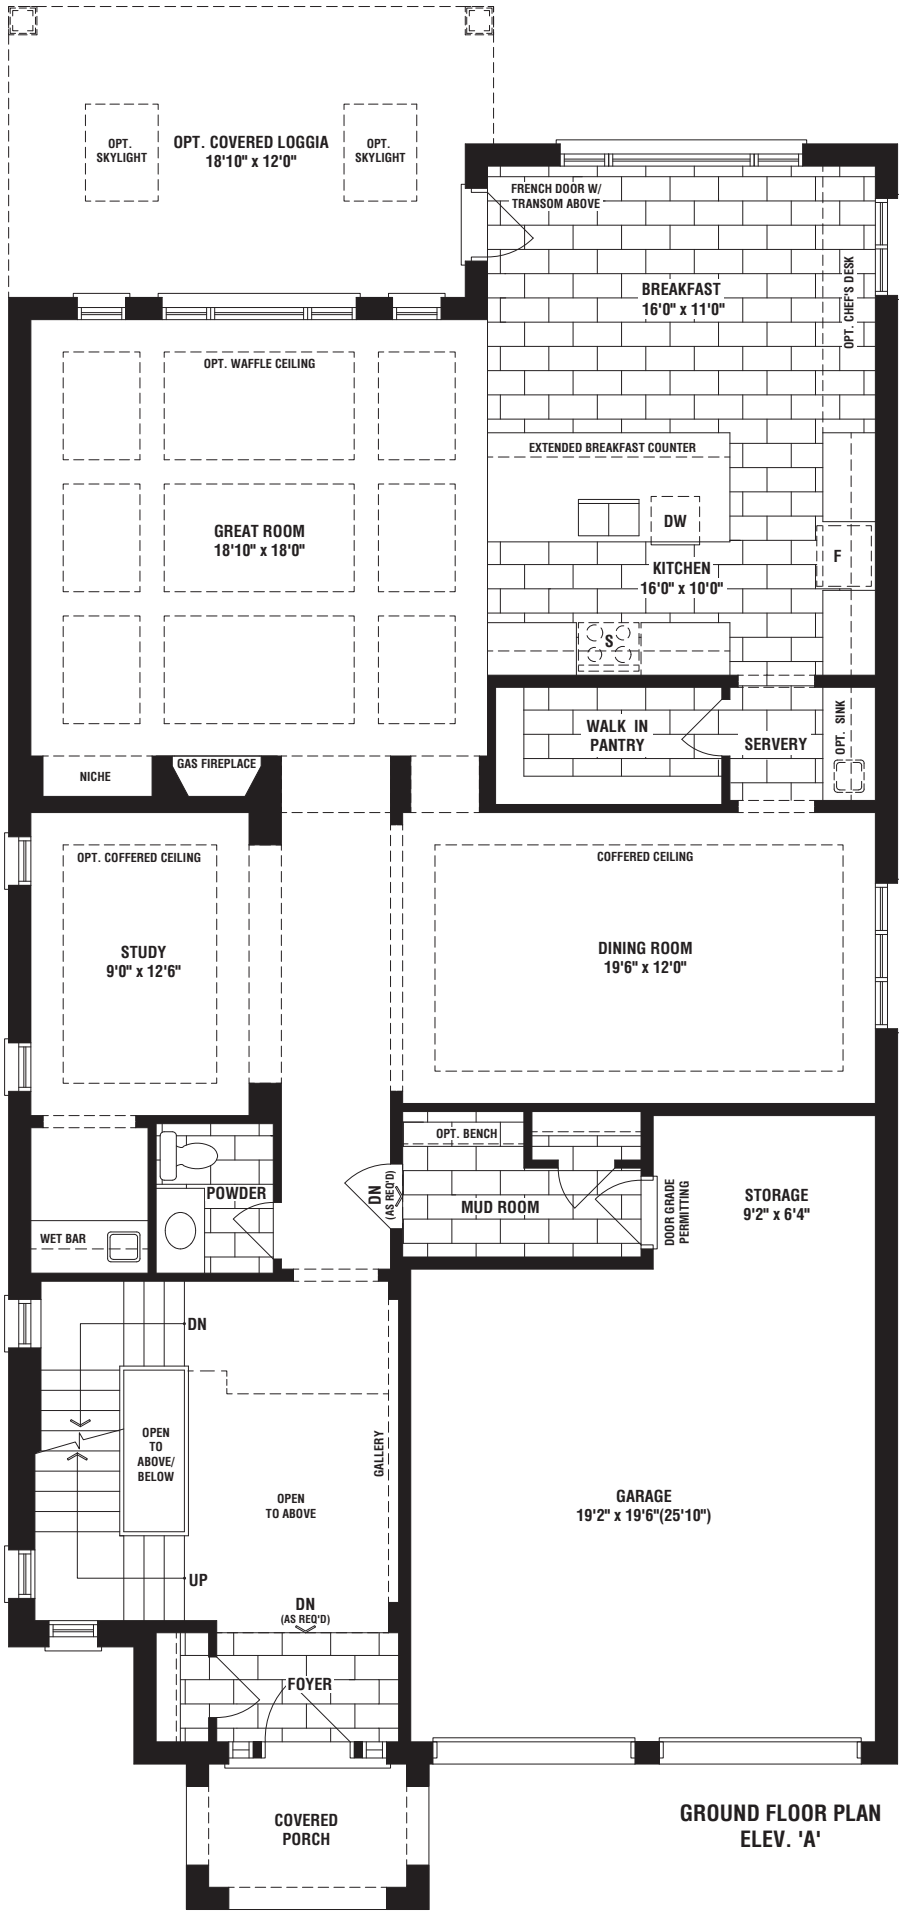 OPT.
SKYLIGHT
OPT. COVERED LOGGIA
18'10" x 12'0"
OPT.
SKYLIGHT
FRENCH DOOR W/
TRANSOM ABOVE
BREAKFAST
16'0" x 11'0"
OPT. CHEF'S DESK
OPT. WAFFLE CEILING
EXTENDED BREAKFAST COUNTER
GREAT ROOM
18'10" x 18'0"
DW
F
KITCHEN
16'0" x 10'0"
S
WALK IN
PANTRY
SERVERY
OPT. SINK
NICHE
GAS FIREPLACE
OPT. COFFERED CEILING
COFFERED CEILING
STUDY
9'0" x 12'6"
DINING ROOM
19'6" x 12'0"
OPT. BENCH
POWDER
DN
(AS REQ'D)
MUD ROOM
DOOR GRADE
PERMITTING
STORAGE
9'2" x 6'4"
WET BAR
DN
OPEN
TO
ABOVE/
BELOW
GALLERY
OPEN
TO ABOVE
GARAGE
19'2" x 19'6"(25'10")
UP
DN
(AS REQ'D)
FOYER
COVERED
PORCH
GROUND FLOOR PLAN
ELEV. 'A'